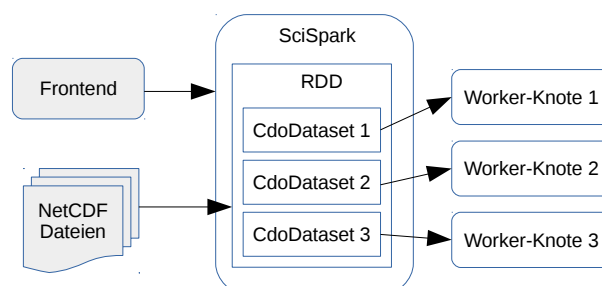 SciSpark
Frontend
RDD
CdoDataset 1
CdoDataset 2
CdoDataset 3
NetCDF
Dateien
Worker-Knote 1
Worker-Knote 2
Worker-Knote 3